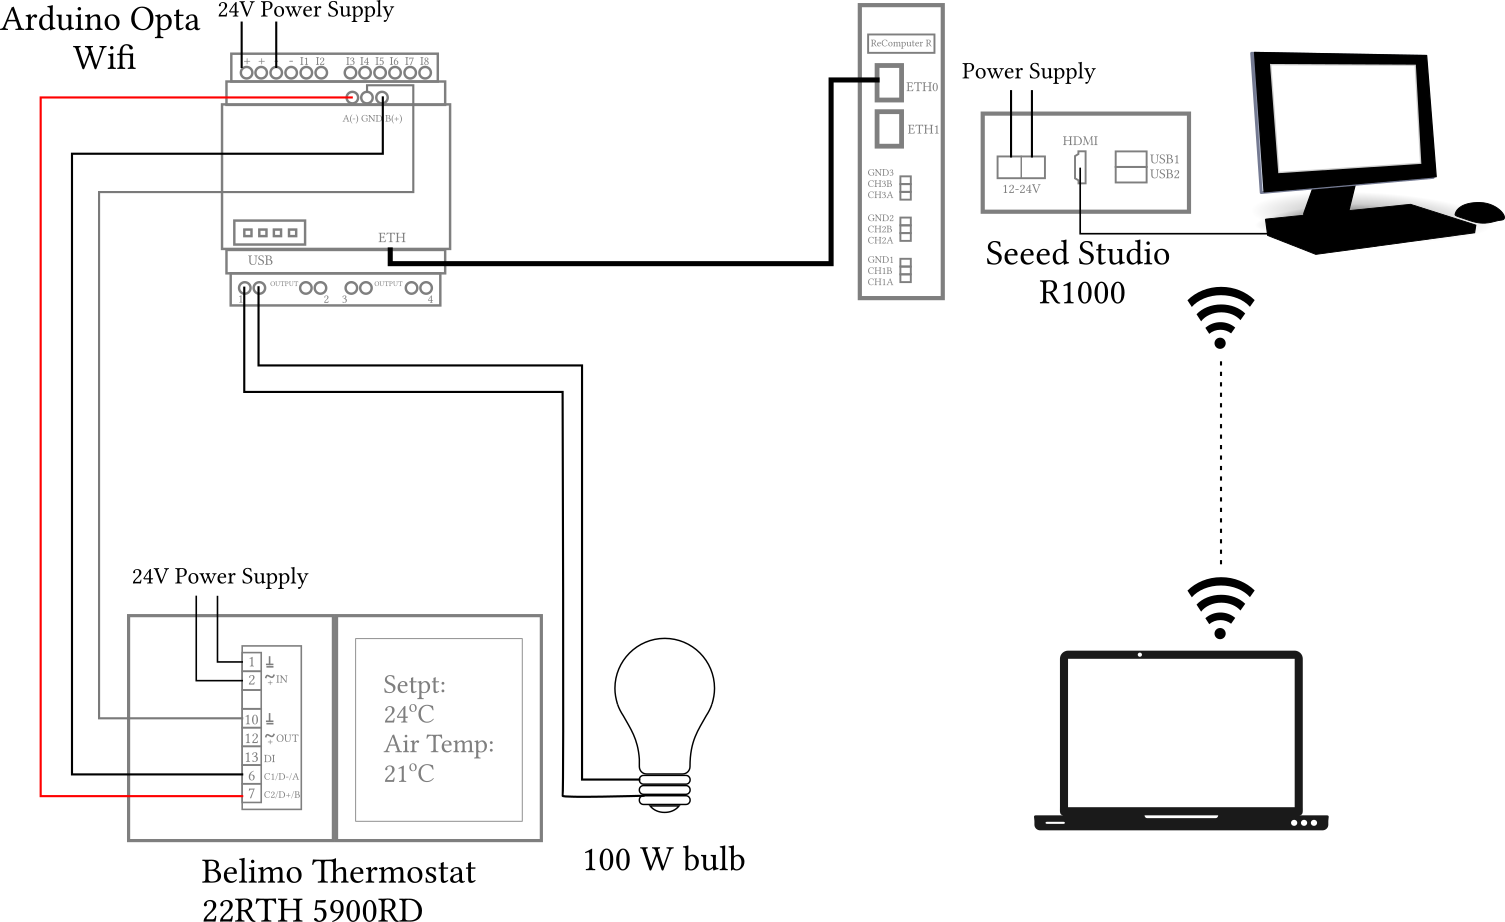 Arduino Opta
Wifi
24V Power Supply
+ + - - I1 I2 I3 I4 I5 I6 I7 I8
A(-) GND B(+)
ETH
USB
OUTPUT OUTPUT
1 2 3 4
ReComputer R
ETH0
ETH1
GND3
CH3B
CH3A
GND2
CH2B
CH2A
GND1
CH1B
CH1A
Power Supply
HDMI
USB1
USB2
12-24V
Seeed Studio
R1000
24V Power Supply
1
2 IN
10
12 OUT
13 DI
6 C1/D-/A
7 C2/D+/B
Setpt:
24°C
Air Temp:
21°C
Belimo Thermostat
22RTH 5900RD
100 W bulb